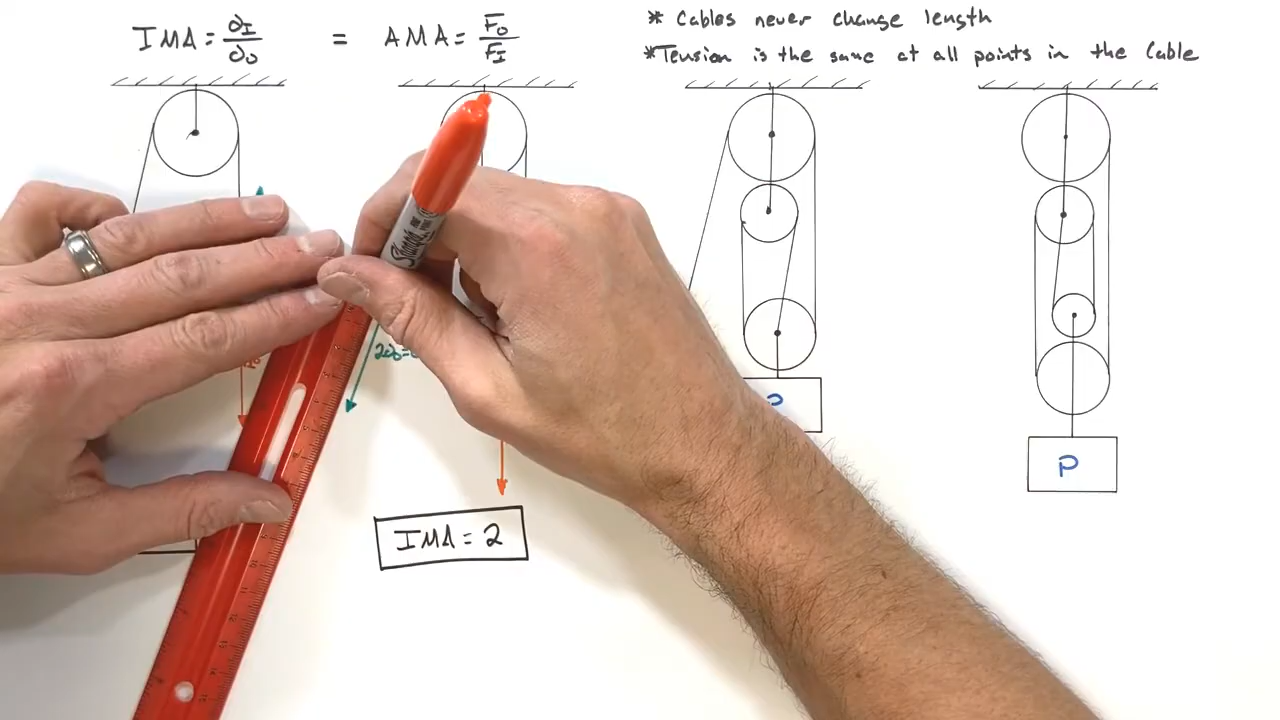 IMA = dI/dO = AMA = FO/FI
* Cables never change length
* Tension is the same at all points in the Cable
Sharpie
P
P
IMA = 2